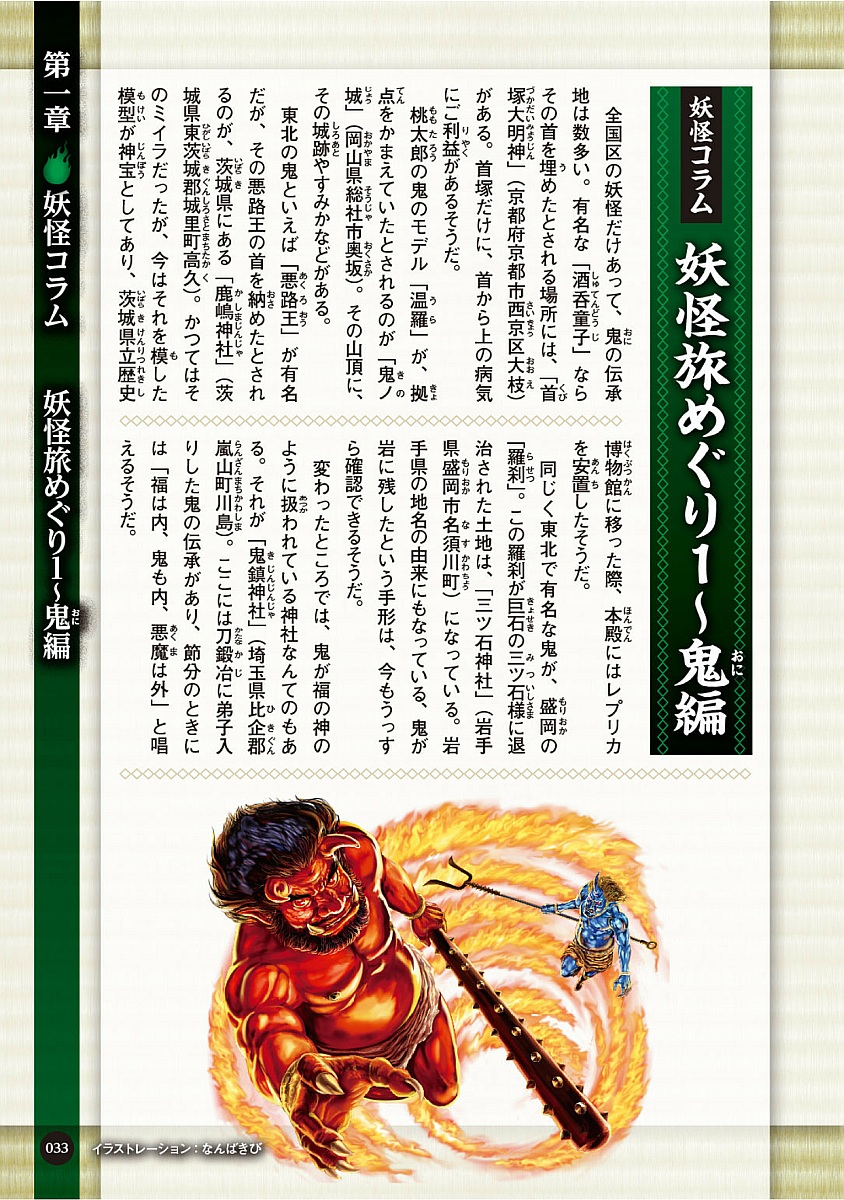 妖怪コラム
妖怪旅めぐり1〜鬼編
おに
全国区の妖怪だけあって、鬼の伝承
地は数多い。有名な「酒呑童子」なら
その首を埋めたとされる場所には、「首
塚大明神」（京都府京都市西京区大枝）
がある。首塚だけに、首から上の病気
にご利益があるそうだ。
桃太郎の鬼のモデル「温羅」が、拠
点をかまえていたとされるのが「鬼ノ
城」（岡山県総社市奥坂）。その山頂に、
その城跡やすみかなどがある。
東北の鬼といえば「悪路王」が有名
だが、その悪路王の首を納めたとされ
るのが、茨城県にある「鹿嶋神社」（茨
城県東茨城郡城里町高久）。かつてはそ
のミイラだったが、今はそれを模した
模型が神宝としてあり、茨城県立歴史
博物館に移った際、本殿にはレプリカ
を安置したそうだ。
同じく東北で有名な鬼が、盛岡の
「羅刹」。この羅刹が巨石の三ツ石様に退
治された土地は、「三ツ石神社」（岩手
県盛岡市名須川町）になっている。岩
手県の地名の由来にもなっている、鬼が
岩に残したという手形は、今もうっす
ら確認できるそうだ。
変わったところでは、鬼が福の神の
ように扱われている神社なんてのもあ
る。それが「鬼鎮神社」（埼玉県比企郡
嵐山町川島）。ここには刀鍛冶に弟子入
りした鬼の伝承があり、節分のときに
は「福は内、鬼も内、悪魔は外」と唱
えるそうだ。
第一章 妖怪コラム 妖怪旅めぐり1〜鬼編
おに
033
イラストレーション：なんばきび